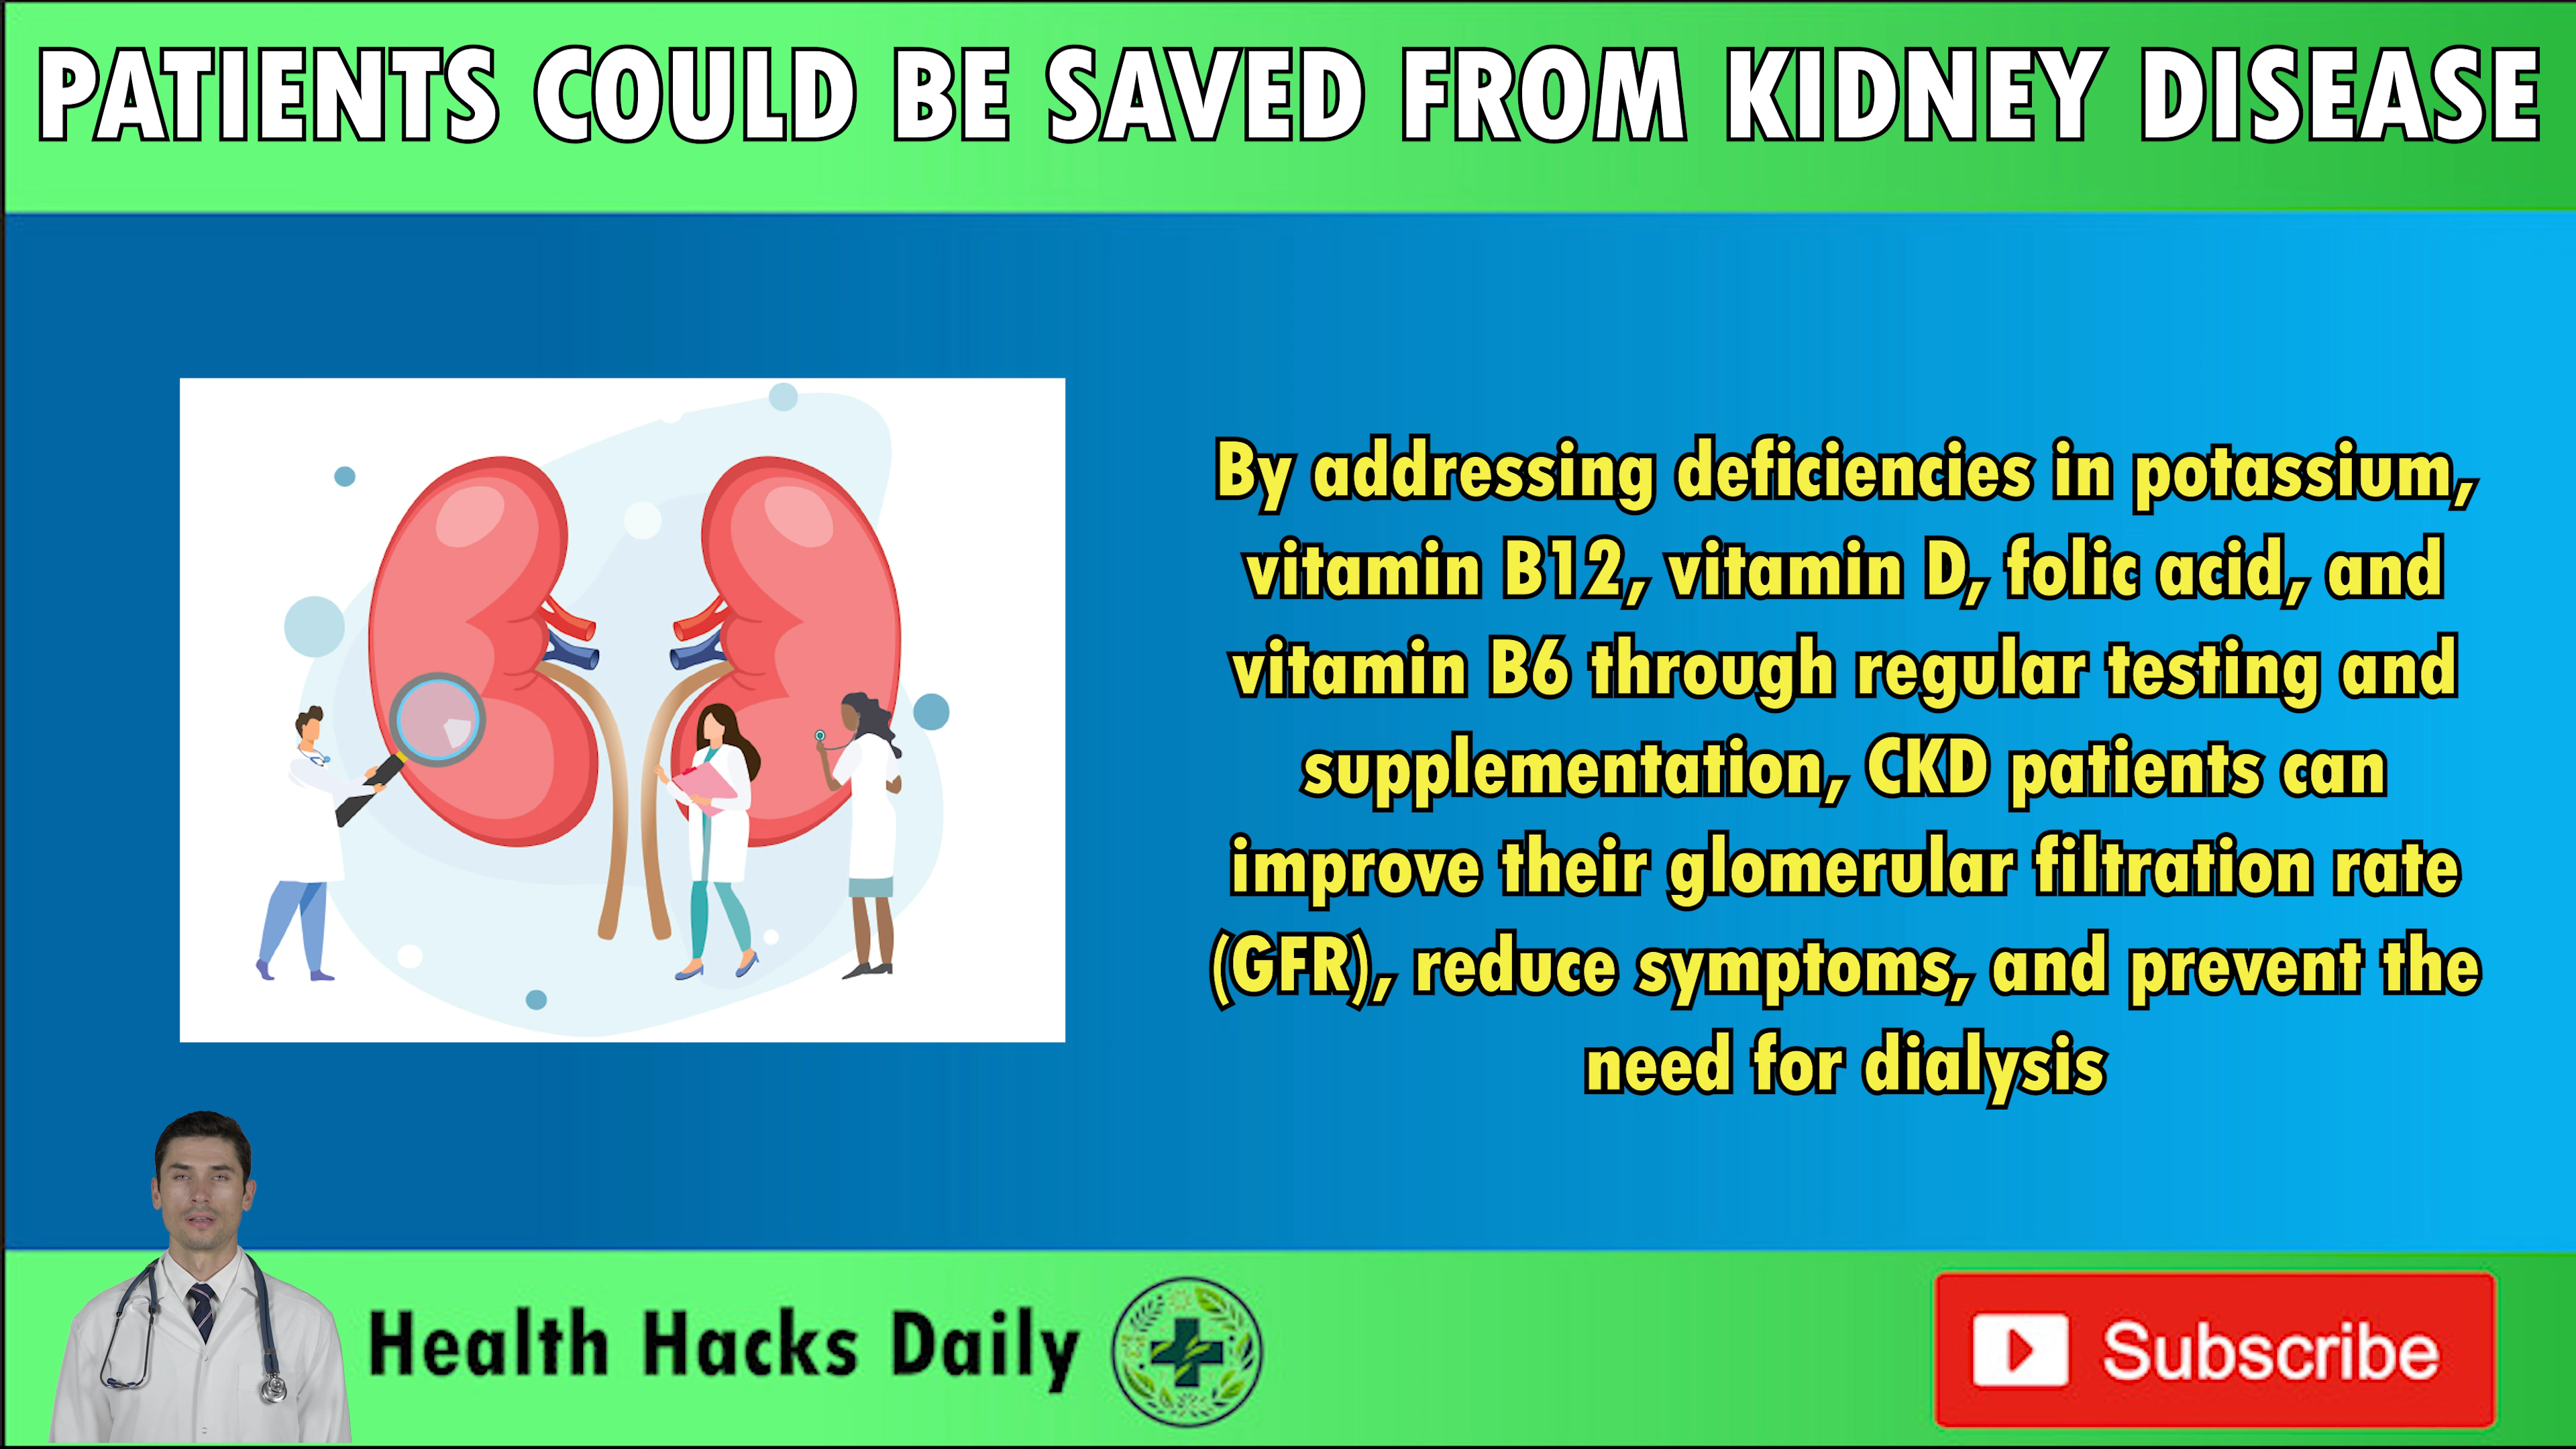 PATIENTS COULD BE SAVED FROM KIDNEY DISEASE
By addressing deficiencies in potassium,
vitamin B12, vitamin D, folic acid, and
vitamin B6 through regular testing and
supplementation, CKD patients can
improve their glomerular filtration rate
(GFR), reduce symptoms, and prevent the
need for dialysis
Health Hacks Daily
Subscribe